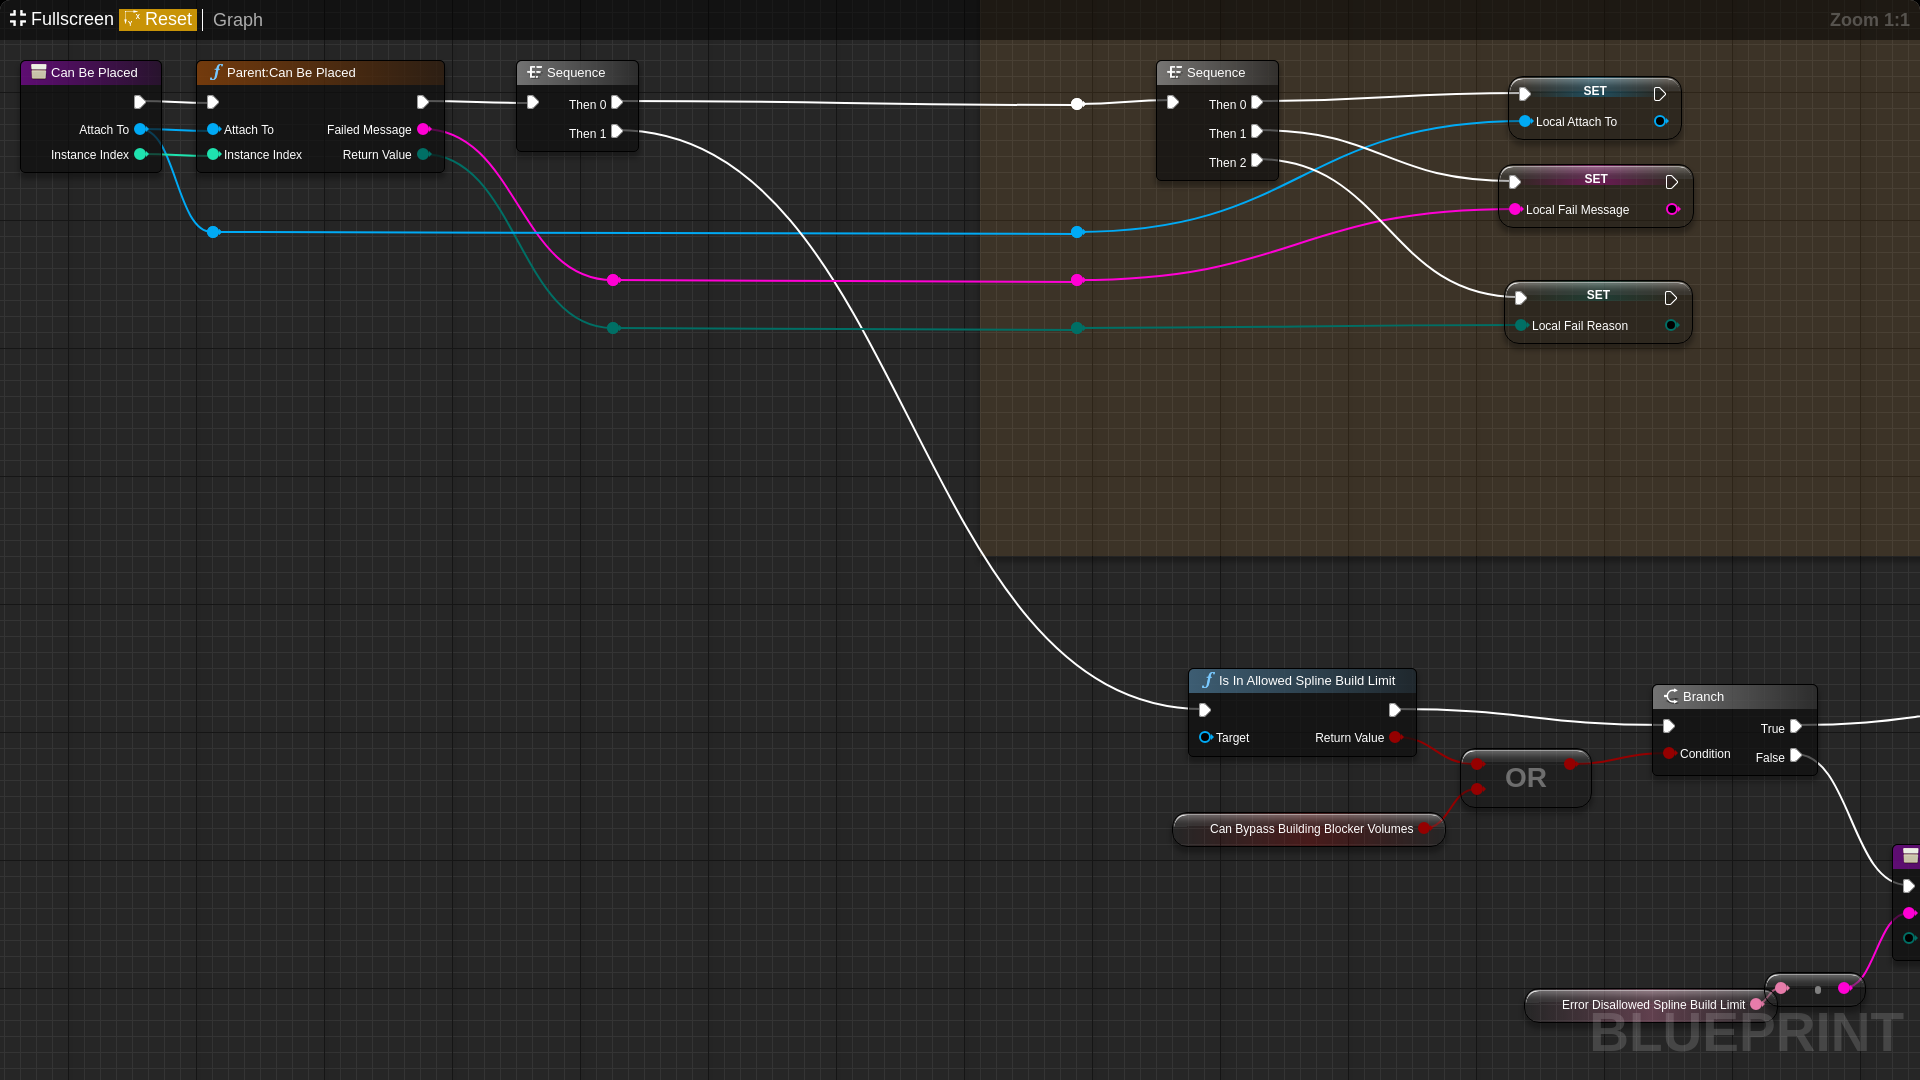 Fullscreen Reset Graph Zoom 1:1
Can Be Placed
Attach To
Instance Index
Parent:Can Be Placed
Attach To Failed Message
Instance Index Return Value
Sequence
Then 0
Then 1
Sequence
Then 0
Then 1
Then 2
SET
Local Attach To
SET
Local Fail Message
SET
Local Fail Reason
Is In Allowed Spline Build Limit
Target Return Value
OR
Can Bypass Building Blocker Volumes
Branch
True
Condition
False
Error Disallowed Spline Build Limit
BLUEPRINT